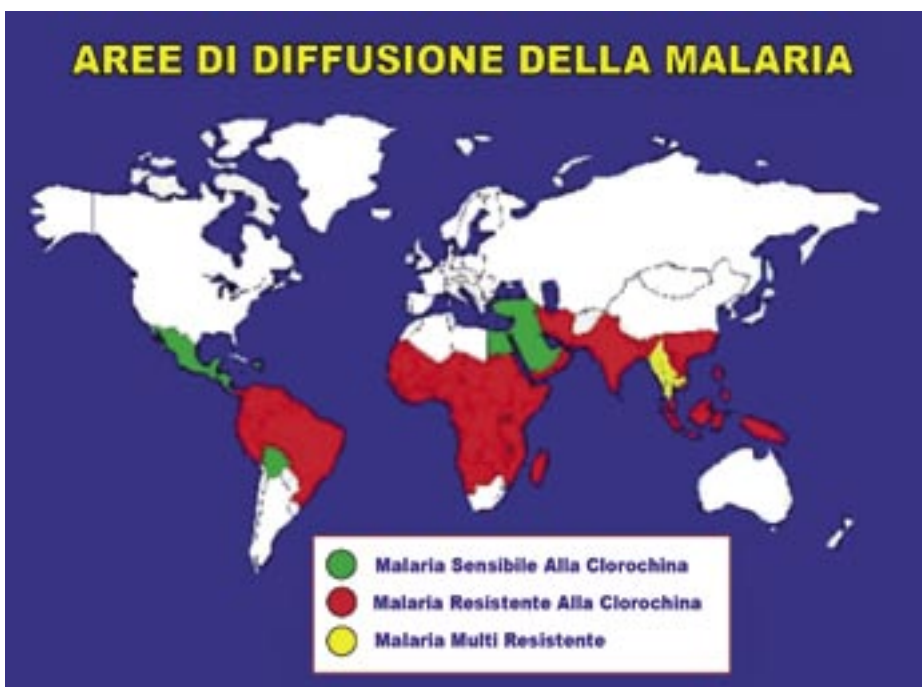 AREE DI DIFFUSIONE DELLA MALARIA
Malaria Sensibile Alla Clorochina
Malaria Resistente Alla Clorochina
Malaria Multi Resistente